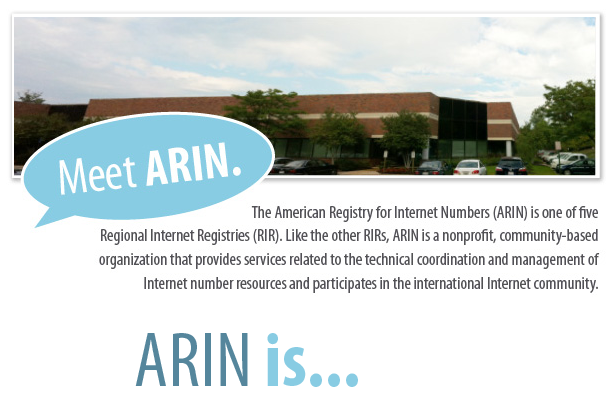 Meet ARIN.
The American Registry for Internet Numbers (ARIN) is one of five
Regional Internet Registries (RIR). Like the other RIRs, ARIN is a nonprofit, community-based
organization that provides services related to the technical coordination and management of
Internet number resources and participates in the international Internet community.
ARIN is...